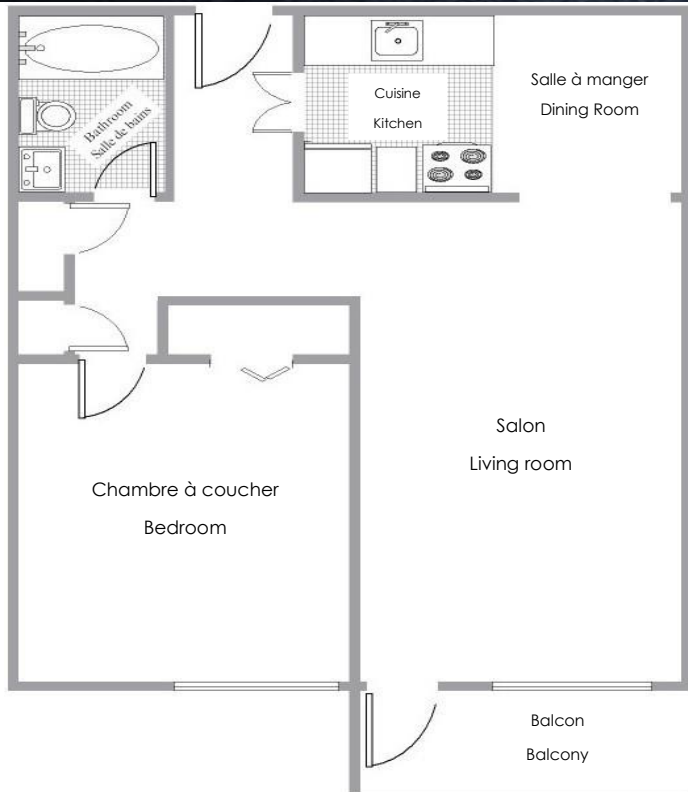 Bathroom
Salle de bains
Cuisine
Kitchen
Salle à manger
Dining Room
Salon
Living room
Chambre à coucher
Bedroom
Balcon
Balcony